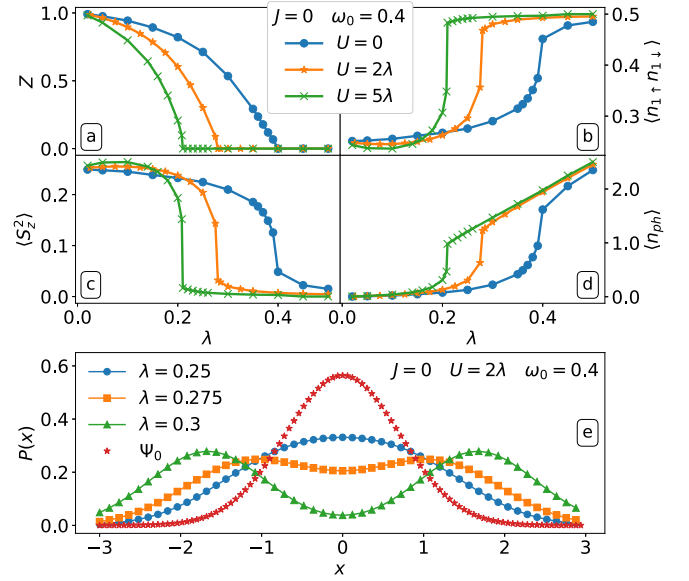 J = 0 ω₀ = 0.4
U = 0
U = 2λ
U = 5λ
1.0
0.5
0.0
Z
a
0.5
0.4
0.3
⟨n₁↑n₁↓⟩
b
0.2
0.1
0.0
⟨S_z²⟩
c
2.0
1.0
0.0
⟨n_ph⟩
d
0.0 0.2 0.4
λ
0.2 0.4
λ
λ = 0.25
λ = 0.275
λ = 0.3
Ψ₀
J = 0 U = 2λ ω₀ = 0.4
e
0.6
0.4
0.2
0.0
P(x)
−3 −2 −1 0 1 2 3
x